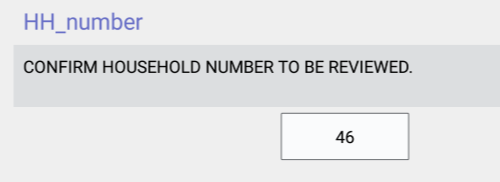 HH_number
CONFIRM HOUSEHOLD NUMBER TO BE REVIEWED.
46